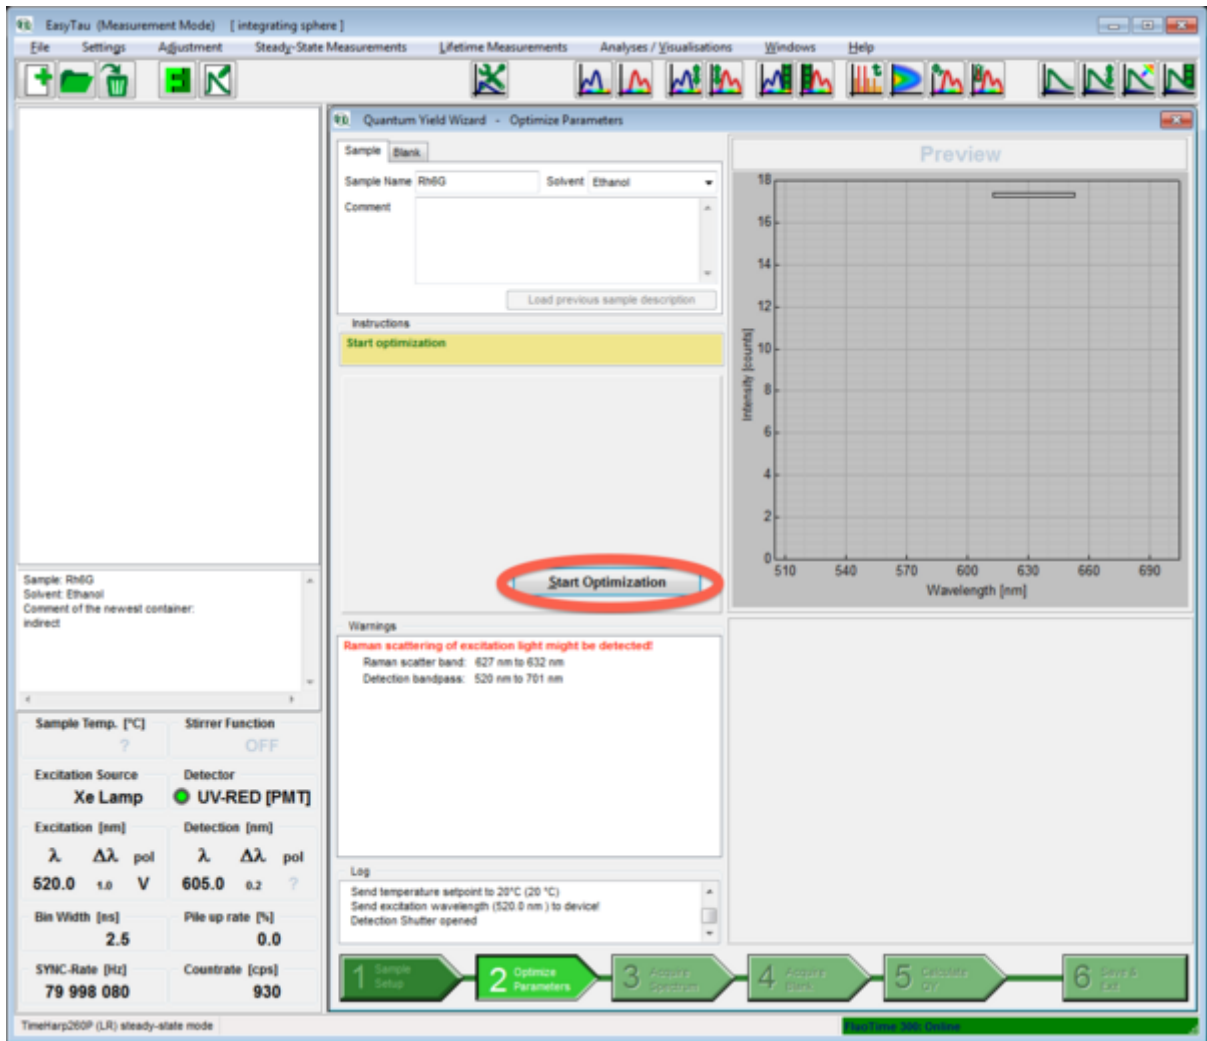 EasyTau (Measurement Mode) [ integrating sphere ]
File Settings Adjustment Steady-State Measurements Lifetime Measurements Analyses / Visualisations Windows Help
Quantum Yield Wizard - Optimize Parameters
Sample Blank
Sample Name Rh6G Solvent Ethanol
Comment
Load previous sample description
Instructions
Start optimization
Start Optimization
Warnings
Raman scattering of excitation light might be detected!
Raman scatter band: 627 nm to 632 nm
Detection bandpass: 520 nm to 701 nm
Log
Send temperature setpoint to 20°C (20 °C)
Send excitation wavelength (520.0 nm ) to device!
Detection Shutter opened
Preview
18
16
14
12
10
8
6
4
2
0
Intensity [counts]
510 540 570 600 630 660 690
Wavelength [nm]
Sample: Rh6G
Solvent: Ethanol
Comment of the newest container:
indirect
Sample Temp. [°C] Stirrer Function
? OFF
Excitation Source Detector
Xe Lamp UV-RED [PMT]
Excitation [nm] Detection [nm]
λ Δλ pol λ Δλ pol
520.0 1.0 V 605.0 0.2 ?
Bin Width [ns] Pile up rate [%]
2.5 0.0
SYNC-Rate [Hz] Countrate [cps]
79 998 080 930
1 Sample Setup
2 Optimize Parameters
3 Acquire Spectrum
4 Acquire Blank
5 Calculate QY
6 Save & Exit
TimeHarp260P (LR) steady-state mode
FluoTime 300: Online